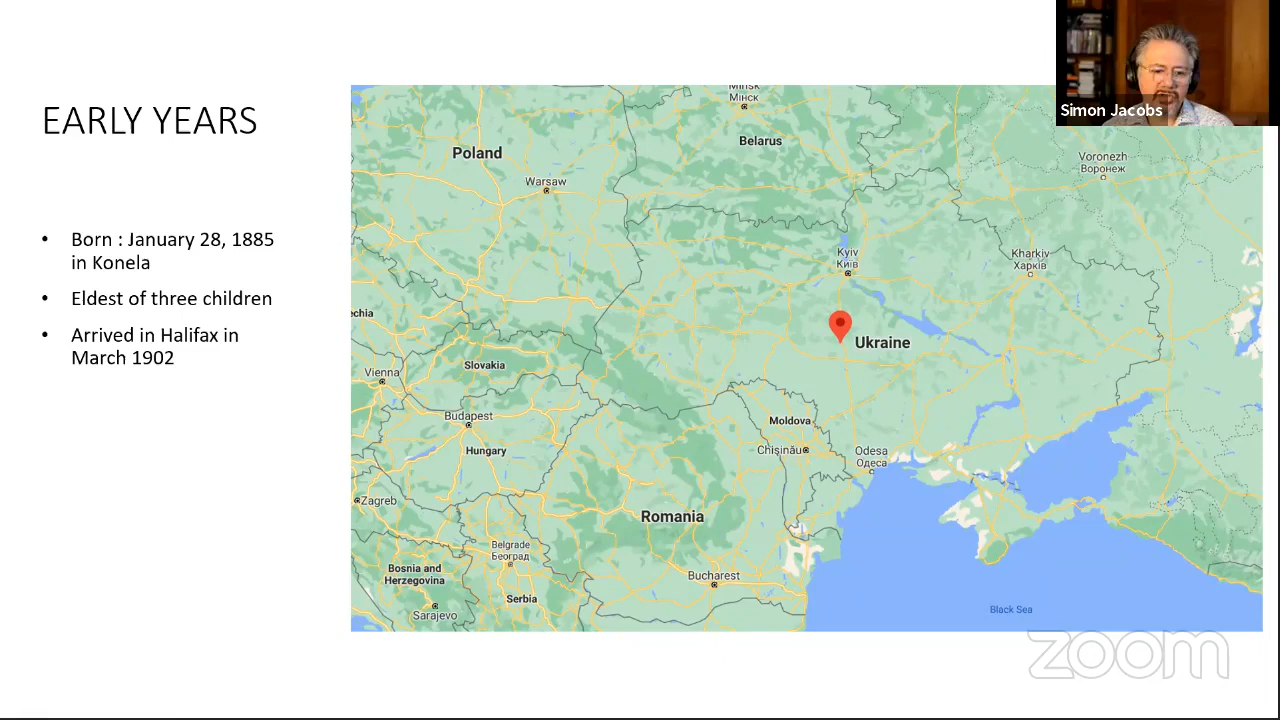 EARLY YEARS
• Born : January 28, 1885
in Konela
• Eldest of three children
• Arrived in Halifax in
March 1902
Simon Jacobs
Minsk
Мінск
Belarus
Poland
Warsaw
Voronezh
Воронеж
Kyiv
Київ
Kharkiv
Харків
echia
Ukraine
Slovakia
Vienna
Budapest
Hungary
Moldova
Chișinău
Odesa
Одеса
Zagreb
Romania
Belgrade
Београд
Bosnia and
Herzegovina
Bucharest
Serbia
Sarajevo
Black Sea
zoom